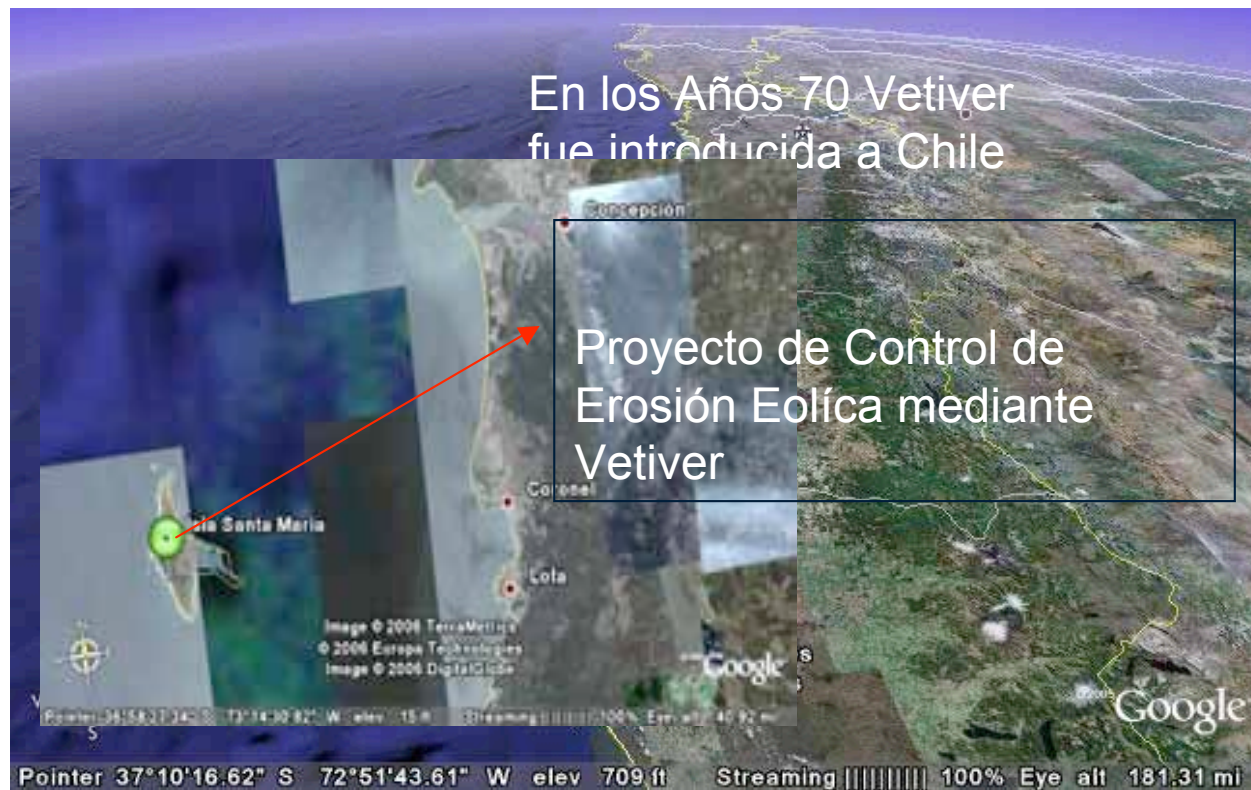 En los Años 70 Vetiver
fue introducida a Chile
Concepción
Proyecto de Control de
Erosión Eolíca mediante
Vetiver
Coronel
Isla Santa Maria
Lota
Image © 2006 TerraMetrics
© 2006 Europa Technologies
Image © 2006 DigitalGlobe
Google
S
Google
Pointer 37°10'16.62" S 72°51'43.61" W elev 709 ft Streaming |||||||||| 100% Eye alt 181.31 mi